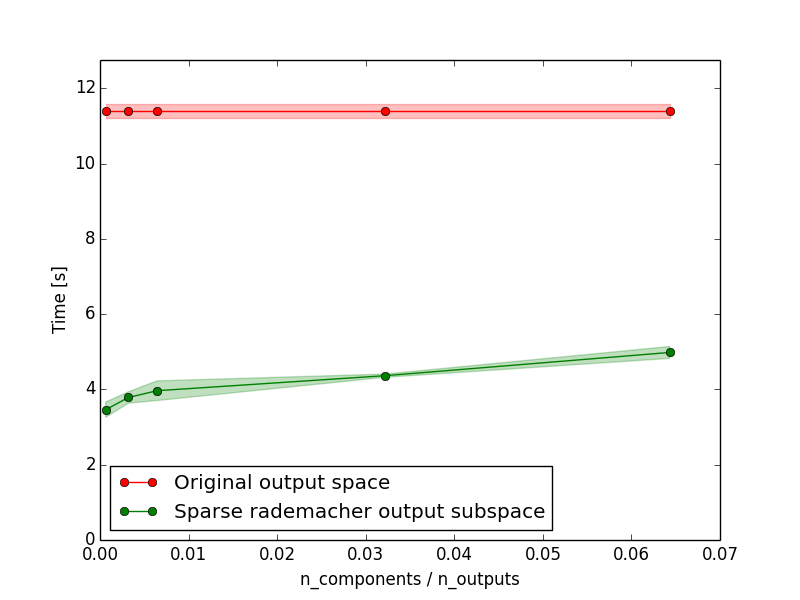 12
10
8
6
4
2
0
Time [s]
Original output space
Sparse rademacher output subspace
0.00 0.01 0.02 0.03 0.04 0.05 0.06 0.07
n_components / n_outputs